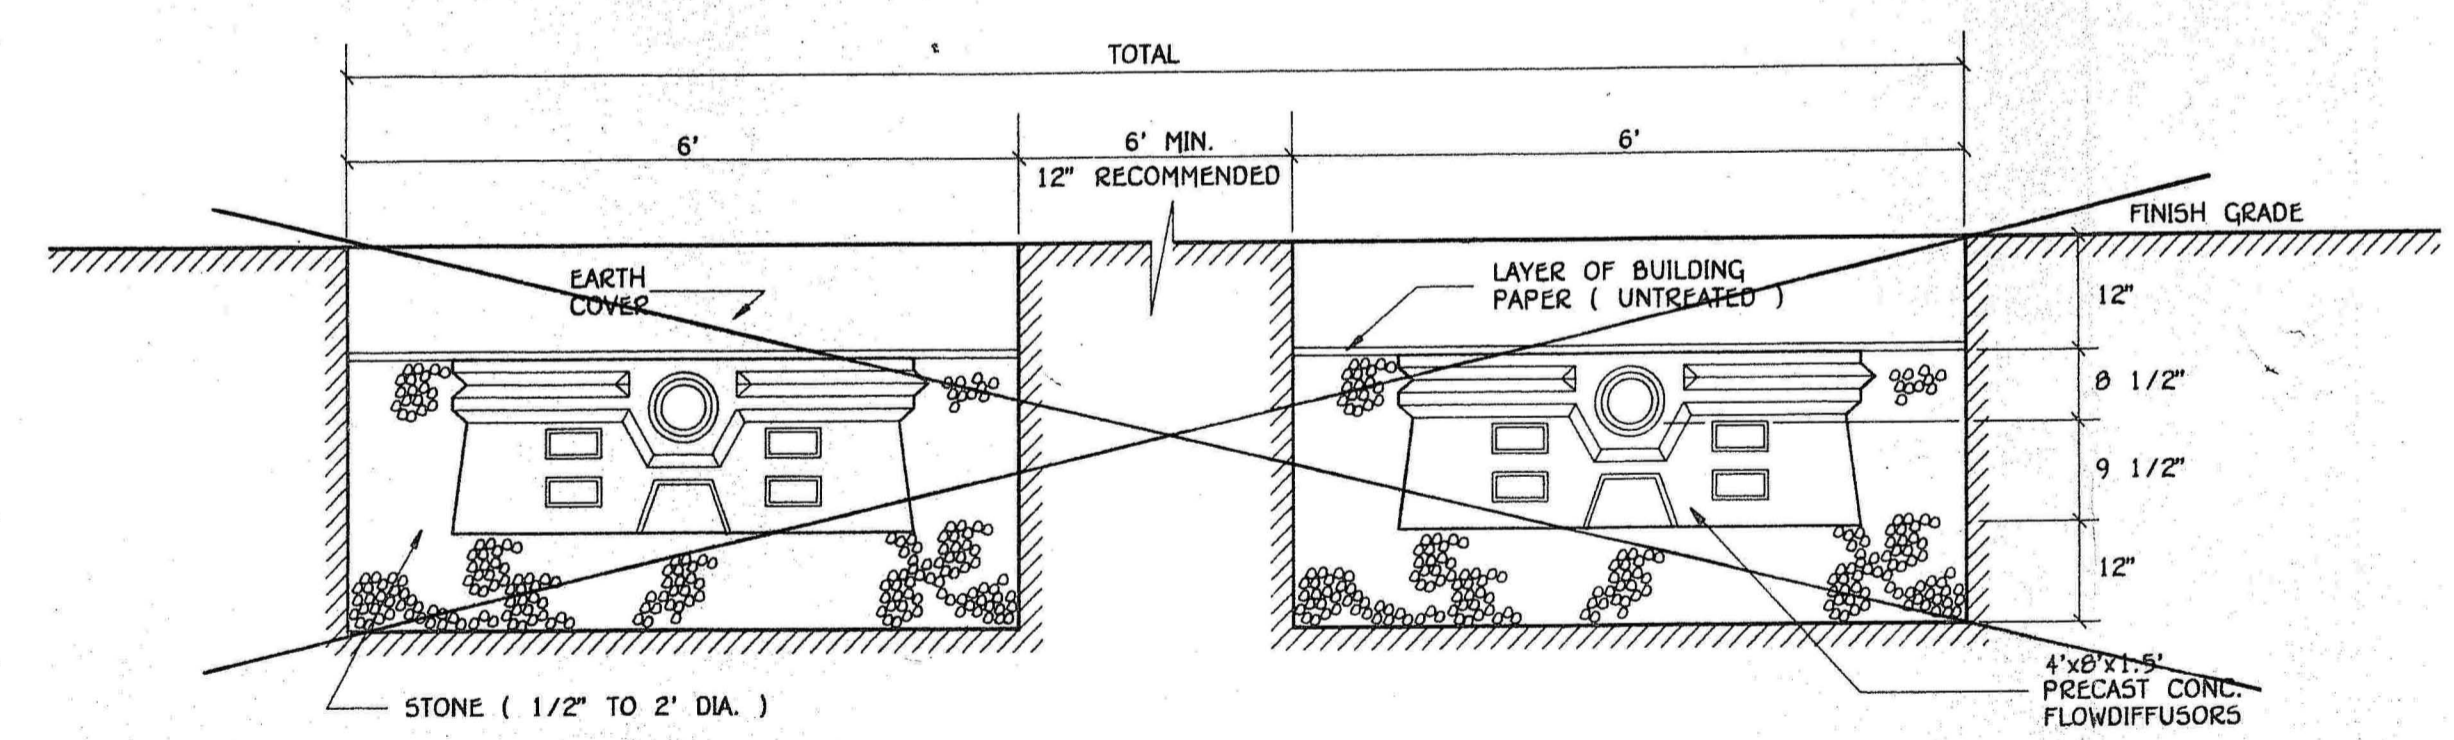 TOTAL
6'
6' MIN.
6'
12" RECOMMENDED
FINISH GRADE
EARTH
COVER
LAYER OF BUILDING
PAPER ( UNTREATED )
12"
8 1/2"
9 1/2"
12"
4'x8'x1.5'
PRECAST CONC.
FLOWDIFFUSORS
STONE ( 1/2" TO 2' DIA. )